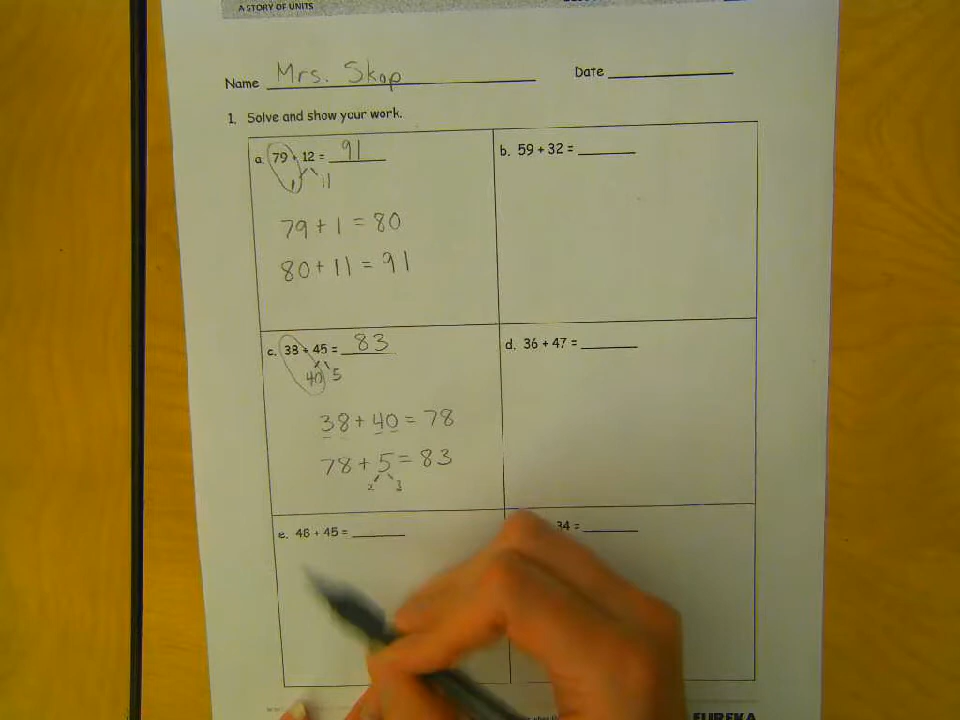 A STORY OF UNITS
Name Mrs. Skop Date
1. Solve and show your work.
a. 79 + 12 = 91
1 11
79 + 1 = 80
80 + 11 = 91
b. 59 + 32 =
c. 38 + 45 = 83
40 5
38 + 40 = 78
78 + 5 = 83
2 3
d. 36 + 47 =
e. 48 + 45 =
34 =
EUREKA